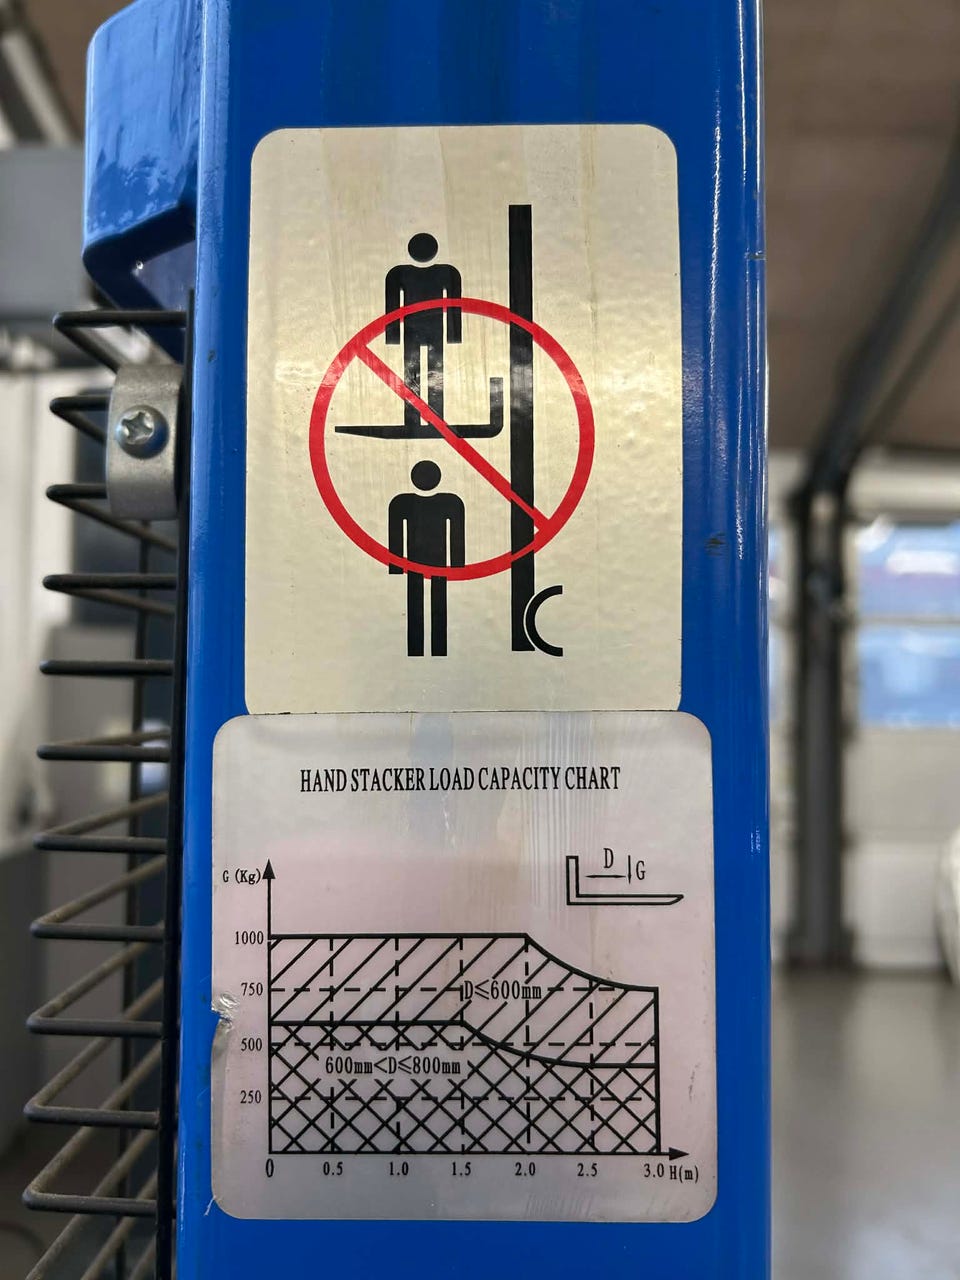 HAND STACKER LOAD CAPACITY CHART
D
G
G (Kg)
1000
750
D≤600mm
500
600mm<D≤800mm
250
0 0.5 1.0 1.5 2.0 2.5 3.0 H(m)